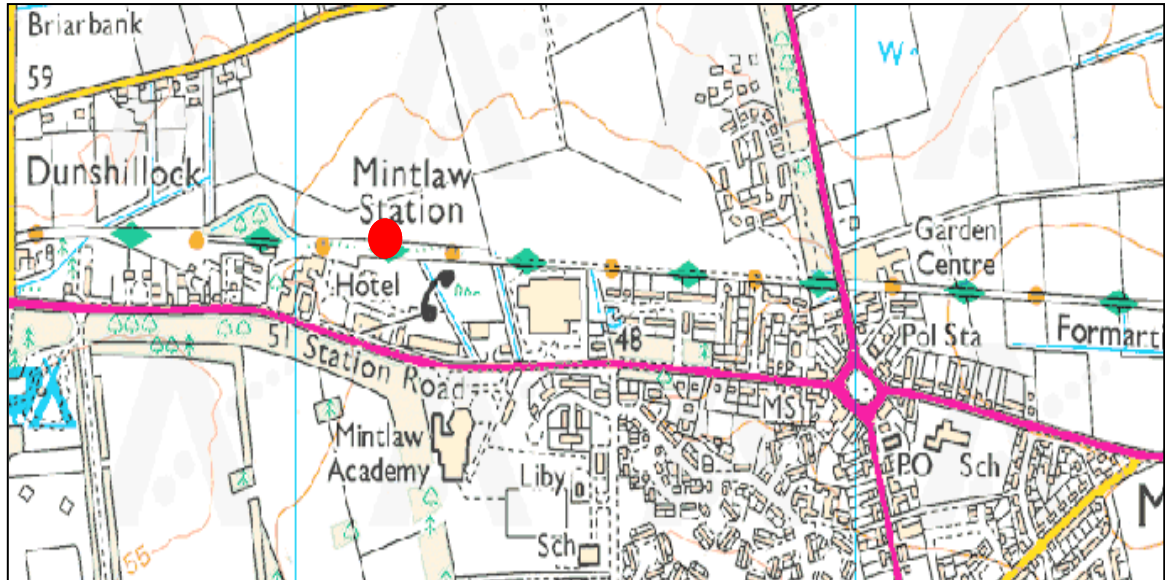 Briarbank
59
W
Dunshillock
Mintlaw
Station
Garden
Centre
Hotel
Pol Sta
Formart
51
Station Road
48
MS
Mintlaw
Academy
Liby
PO
Sch
M
Sch
55